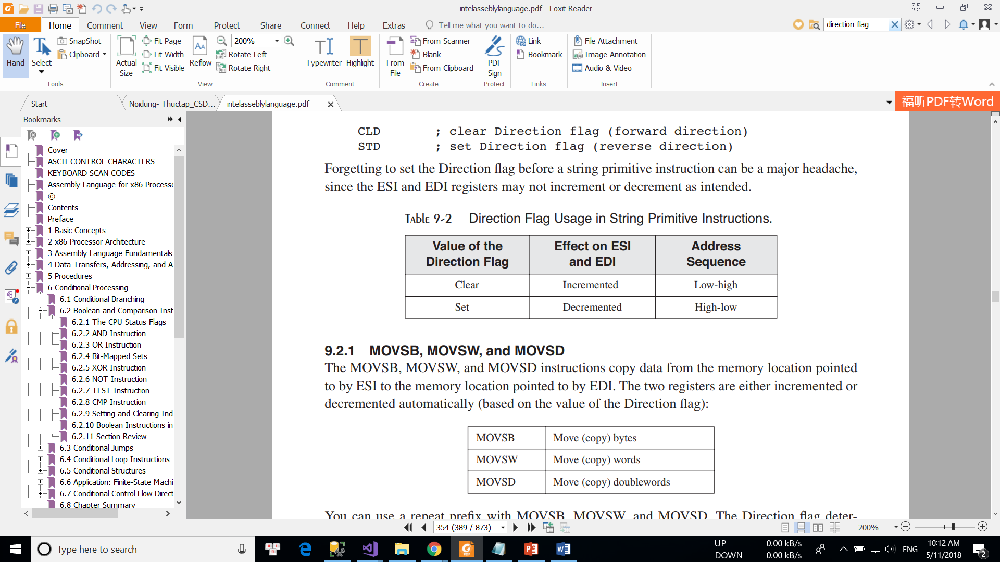 intelasseblylanguage.pdf - Foxit Reader
File Home Comment View Form Protect Share Connect Help Extras Tell me what you want to do... direction flag
Hand
Select
SnapShot
Clipboard
Tools
Actual
Size
Fit Page
Fit Width
Fit Visible
Reflow
200%
Rotate Left
Rotate Right
View
Typewriter
Highlight
Comment
From
File
From Scanner
Blank
From Clipboard
Create
PDF
Sign
Protect
Link
Bookmark
Links
File Attachment
Image Annotation
Audio & Video
Insert
Start
Noidung- Thuctap_CSD...
intelasseblylanguage.pdf
福昕PDF转Word
Bookmarks
Cover
ASCII CONTROL CHARACTERS
KEYBOARD SCAN CODES
Assembly Language for x86 Processo
©
Contents
Preface
1 Basic Concepts
2 x86 Processor Architecture
3 Assembly Language Fundamentals
4 Data Transfers, Addressing, and A
5 Procedures
6 Conditional Processing
6.1 Conditional Branching
6.2 Boolean and Comparison Inst
6.2.1 The CPU Status Flags
6.2.2 AND Instruction
6.2.3 OR Instruction
6.2.4 Bit-Mapped Sets
6.2.5 XOR Instruction
6.2.6 NOT Instruction
6.2.7 TEST Instruction
6.2.8 CMP Instruction
6.2.9 Setting and Clearing Ind
6.2.10 Boolean Instructions in
6.2.11 Section Review
6.3 Conditional Jumps
6.4 Conditional Loop Instructions
6.5 Conditional Structures
6.6 Application: Finite-State Machi
6.7 Conditional Control Flow Direct
6.8 Chapter Summary
CLD ; clear Direction flag (forward direction)
STD ; set Direction flag (reverse direction)
Forgetting to set the Direction flag before a string primitive instruction can be a major headache,
since the ESI and EDI registers may not increment or decrement as intended.
TABLE 9-2 Direction Flag Usage in String Primitive Instructions.
Value of the Effect on ESI Address
Direction Flag and EDI Sequence
Clear Incremented Low-high
Set Decremented High-low
9.2.1 MOVSB, MOVSW, and MOVSD
The MOVSB, MOVSW, and MOVSD instructions copy data from the memory location pointed
to by ESI to the memory location pointed to by EDI. The two registers are either incremented or
decremented automatically (based on the value of the Direction flag):
MOVSB Move (copy) bytes
MOVSW Move (copy) words
MOVSD Move (copy) doublewords
You can use a repeat prefix with MOVSB, MOVSW, and MOVSD. The Direction flag deter-
354 (389 / 873)
200%
Type here to search
UP 0.00 kB/s
DOWN 0.00 kB/s
ENG
10:12 AM
5/11/2018
2